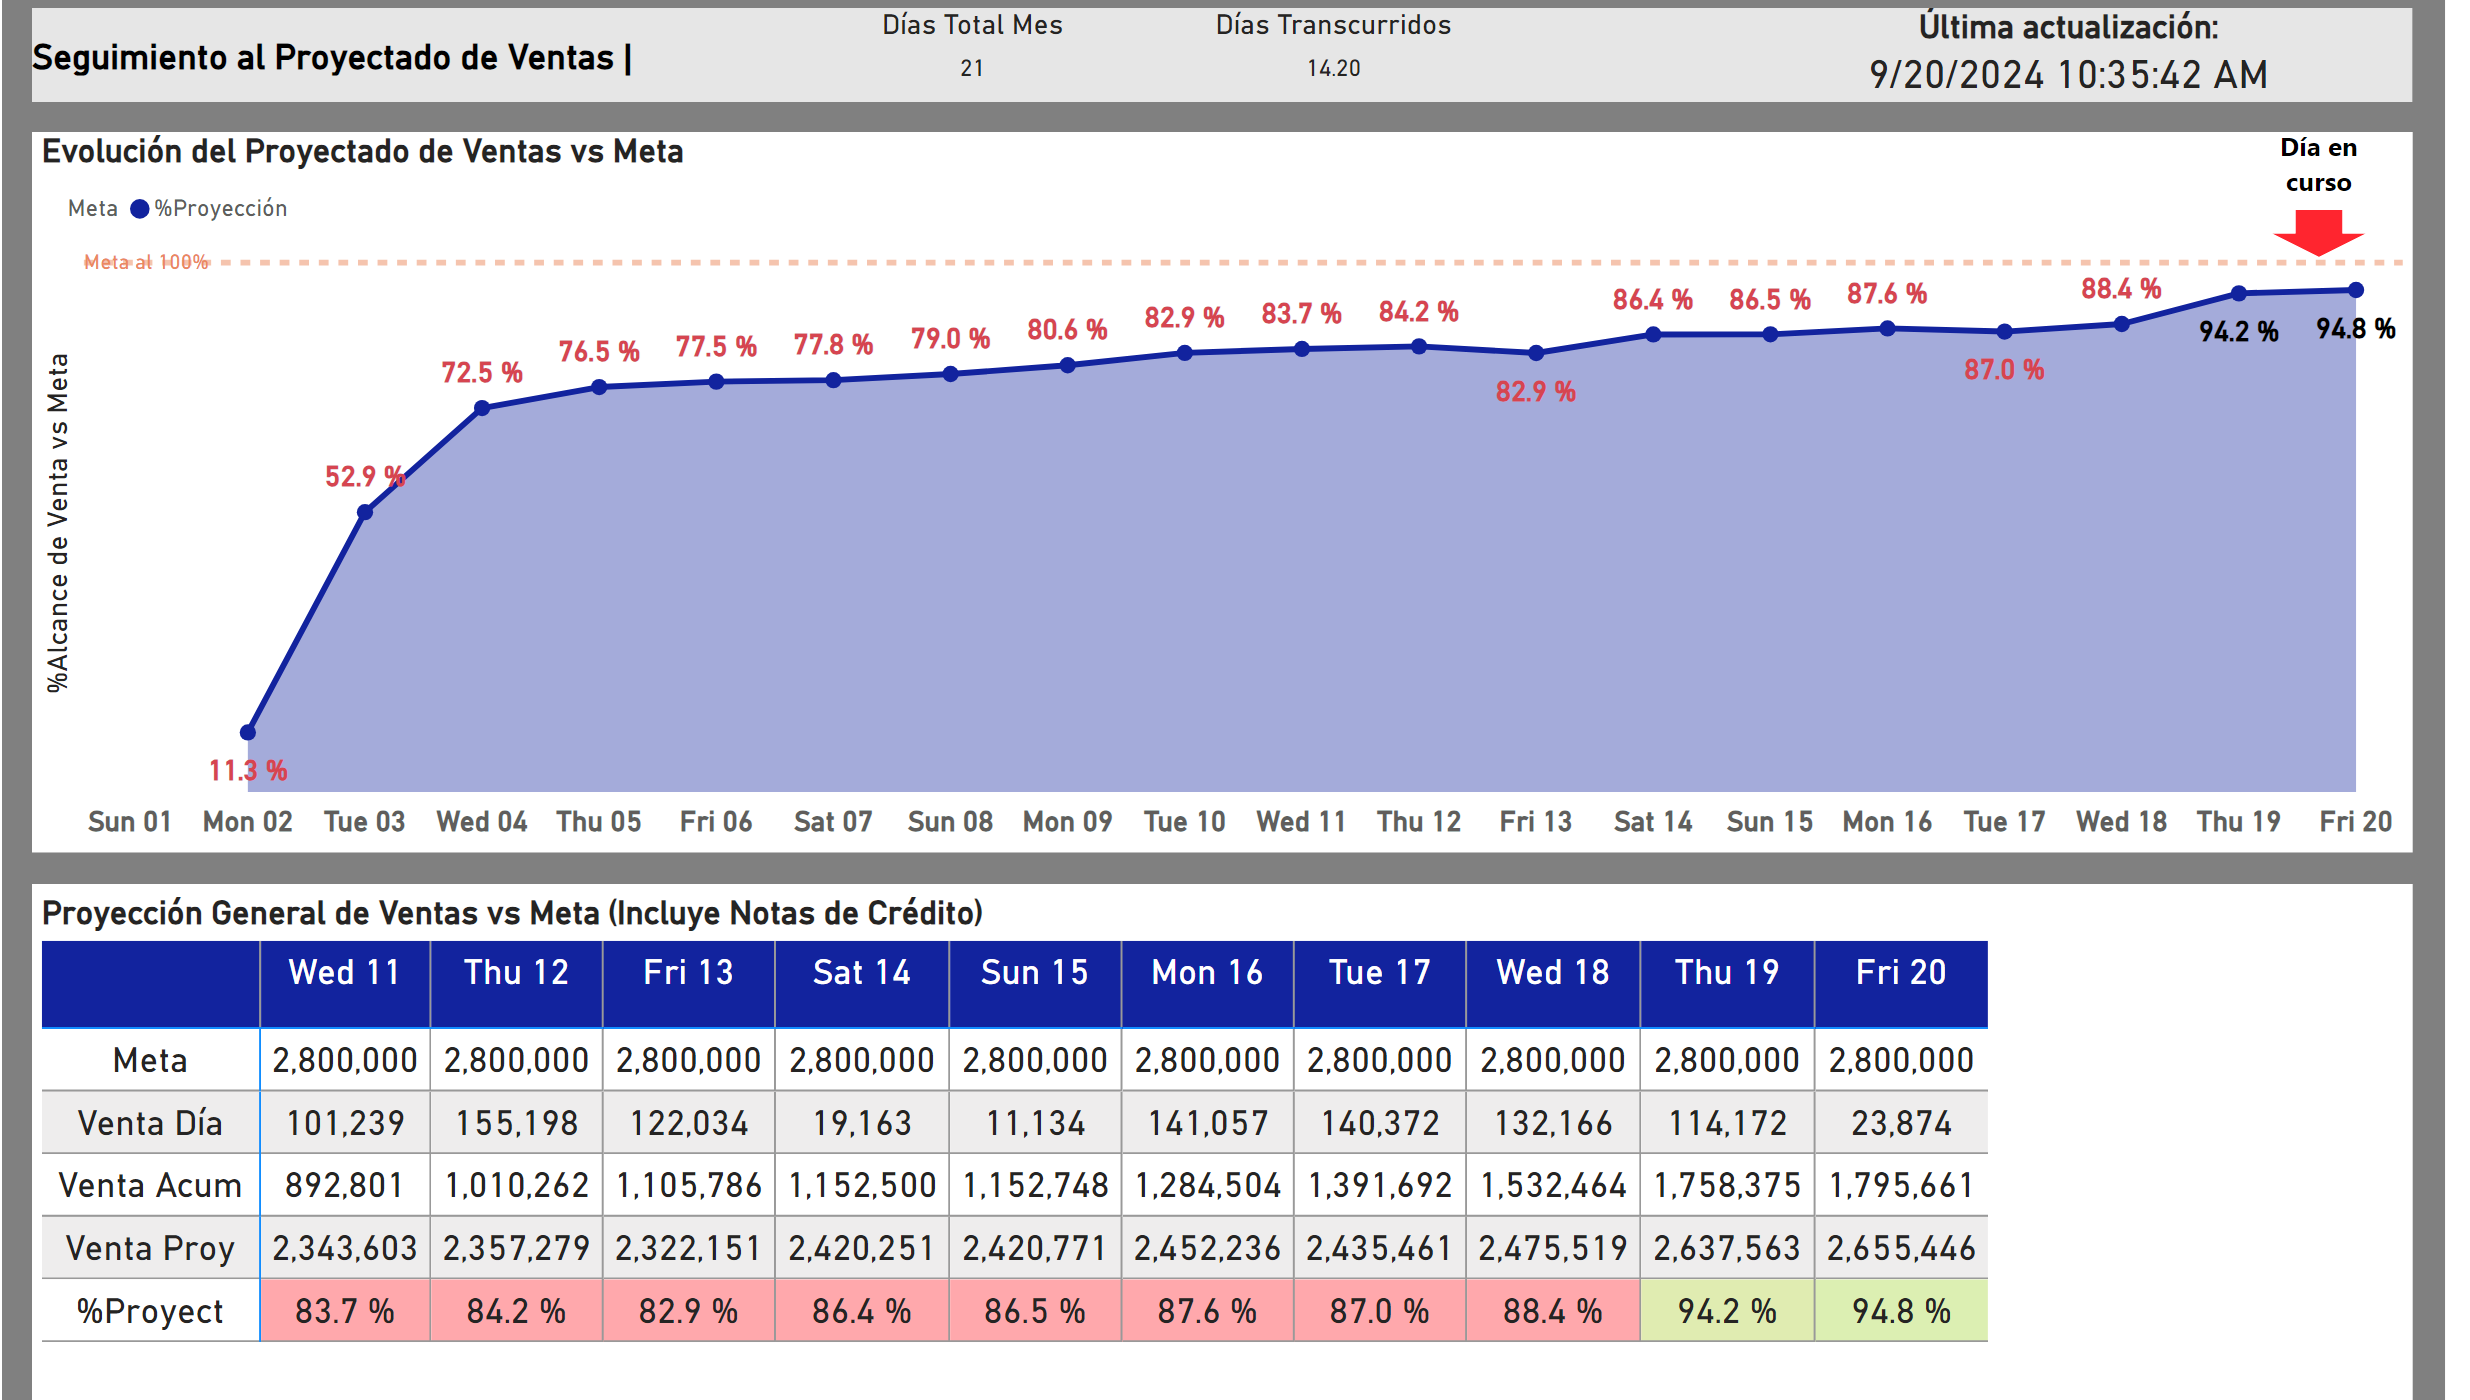 Seguimiento al Proyectado de Ventas |
Días Total Mes
21
Días Transcurridos
14.20
Última actualización:
9/20/2024 10:35:42 AM
Evolución del Proyectado de Ventas vs Meta
Día en
curso
Meta %Proyección
Meta al 100%
%Alcance de Venta vs Meta
11.3 %
52.9 %
72.5 %
76.5 %
77.5 %
77.8 %
79.0 %
80.6 %
82.9 %
83.7 %
84.2 %
82.9 %
86.4 %
86.5 %
87.6 %
87.0 %
88.4 %
94.2 %
94.8 %
Sun 01 Mon 02 Tue 03 Wed 04 Thu 05 Fri 06 Sat 07 Sun 08 Mon 09 Tue 10 Wed 11 Thu 12 Fri 13 Sat 14 Sun 15 Mon 16 Tue 17 Wed 18 Thu 19 Fri 20
Proyección General de Ventas vs Meta (Incluye Notas de Crédito)
Wed 11 Thu 12 Fri 13 Sat 14 Sun 15 Mon 16 Tue 17 Wed 18 Thu 19 Fri 20
Meta 2,800,000 2,800,000 2,800,000 2,800,000 2,800,000 2,800,000 2,800,000 2,800,000 2,800,000 2,800,000
Venta Día 101,239 155,198 122,034 19,163 11,134 141,057 140,372 132,166 114,172 23,874
Venta Acum 892,801 1,010,262 1,105,786 1,152,500 1,152,748 1,284,504 1,391,692 1,532,464 1,758,375 1,795,661
Venta Proy 2,343,603 2,357,279 2,322,151 2,420,251 2,420,771 2,452,236 2,435,461 2,475,519 2,637,563 2,655,446
%Proyect 83.7 % 84.2 % 82.9 % 86.4 % 86.5 % 87.6 % 87.0 % 88.4 % 94.2 % 94.8 %